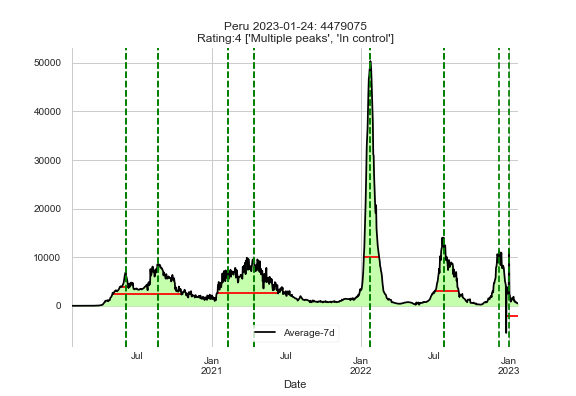 Peru 2023-01-24: 4479075
Rating:4 ['Multiple peaks', 'In control']
50000
40000
30000
20000
10000
0
Average-7d
Jul
Jan
2021
Jul
Jan
2022
Jul
Jan
2023
Date